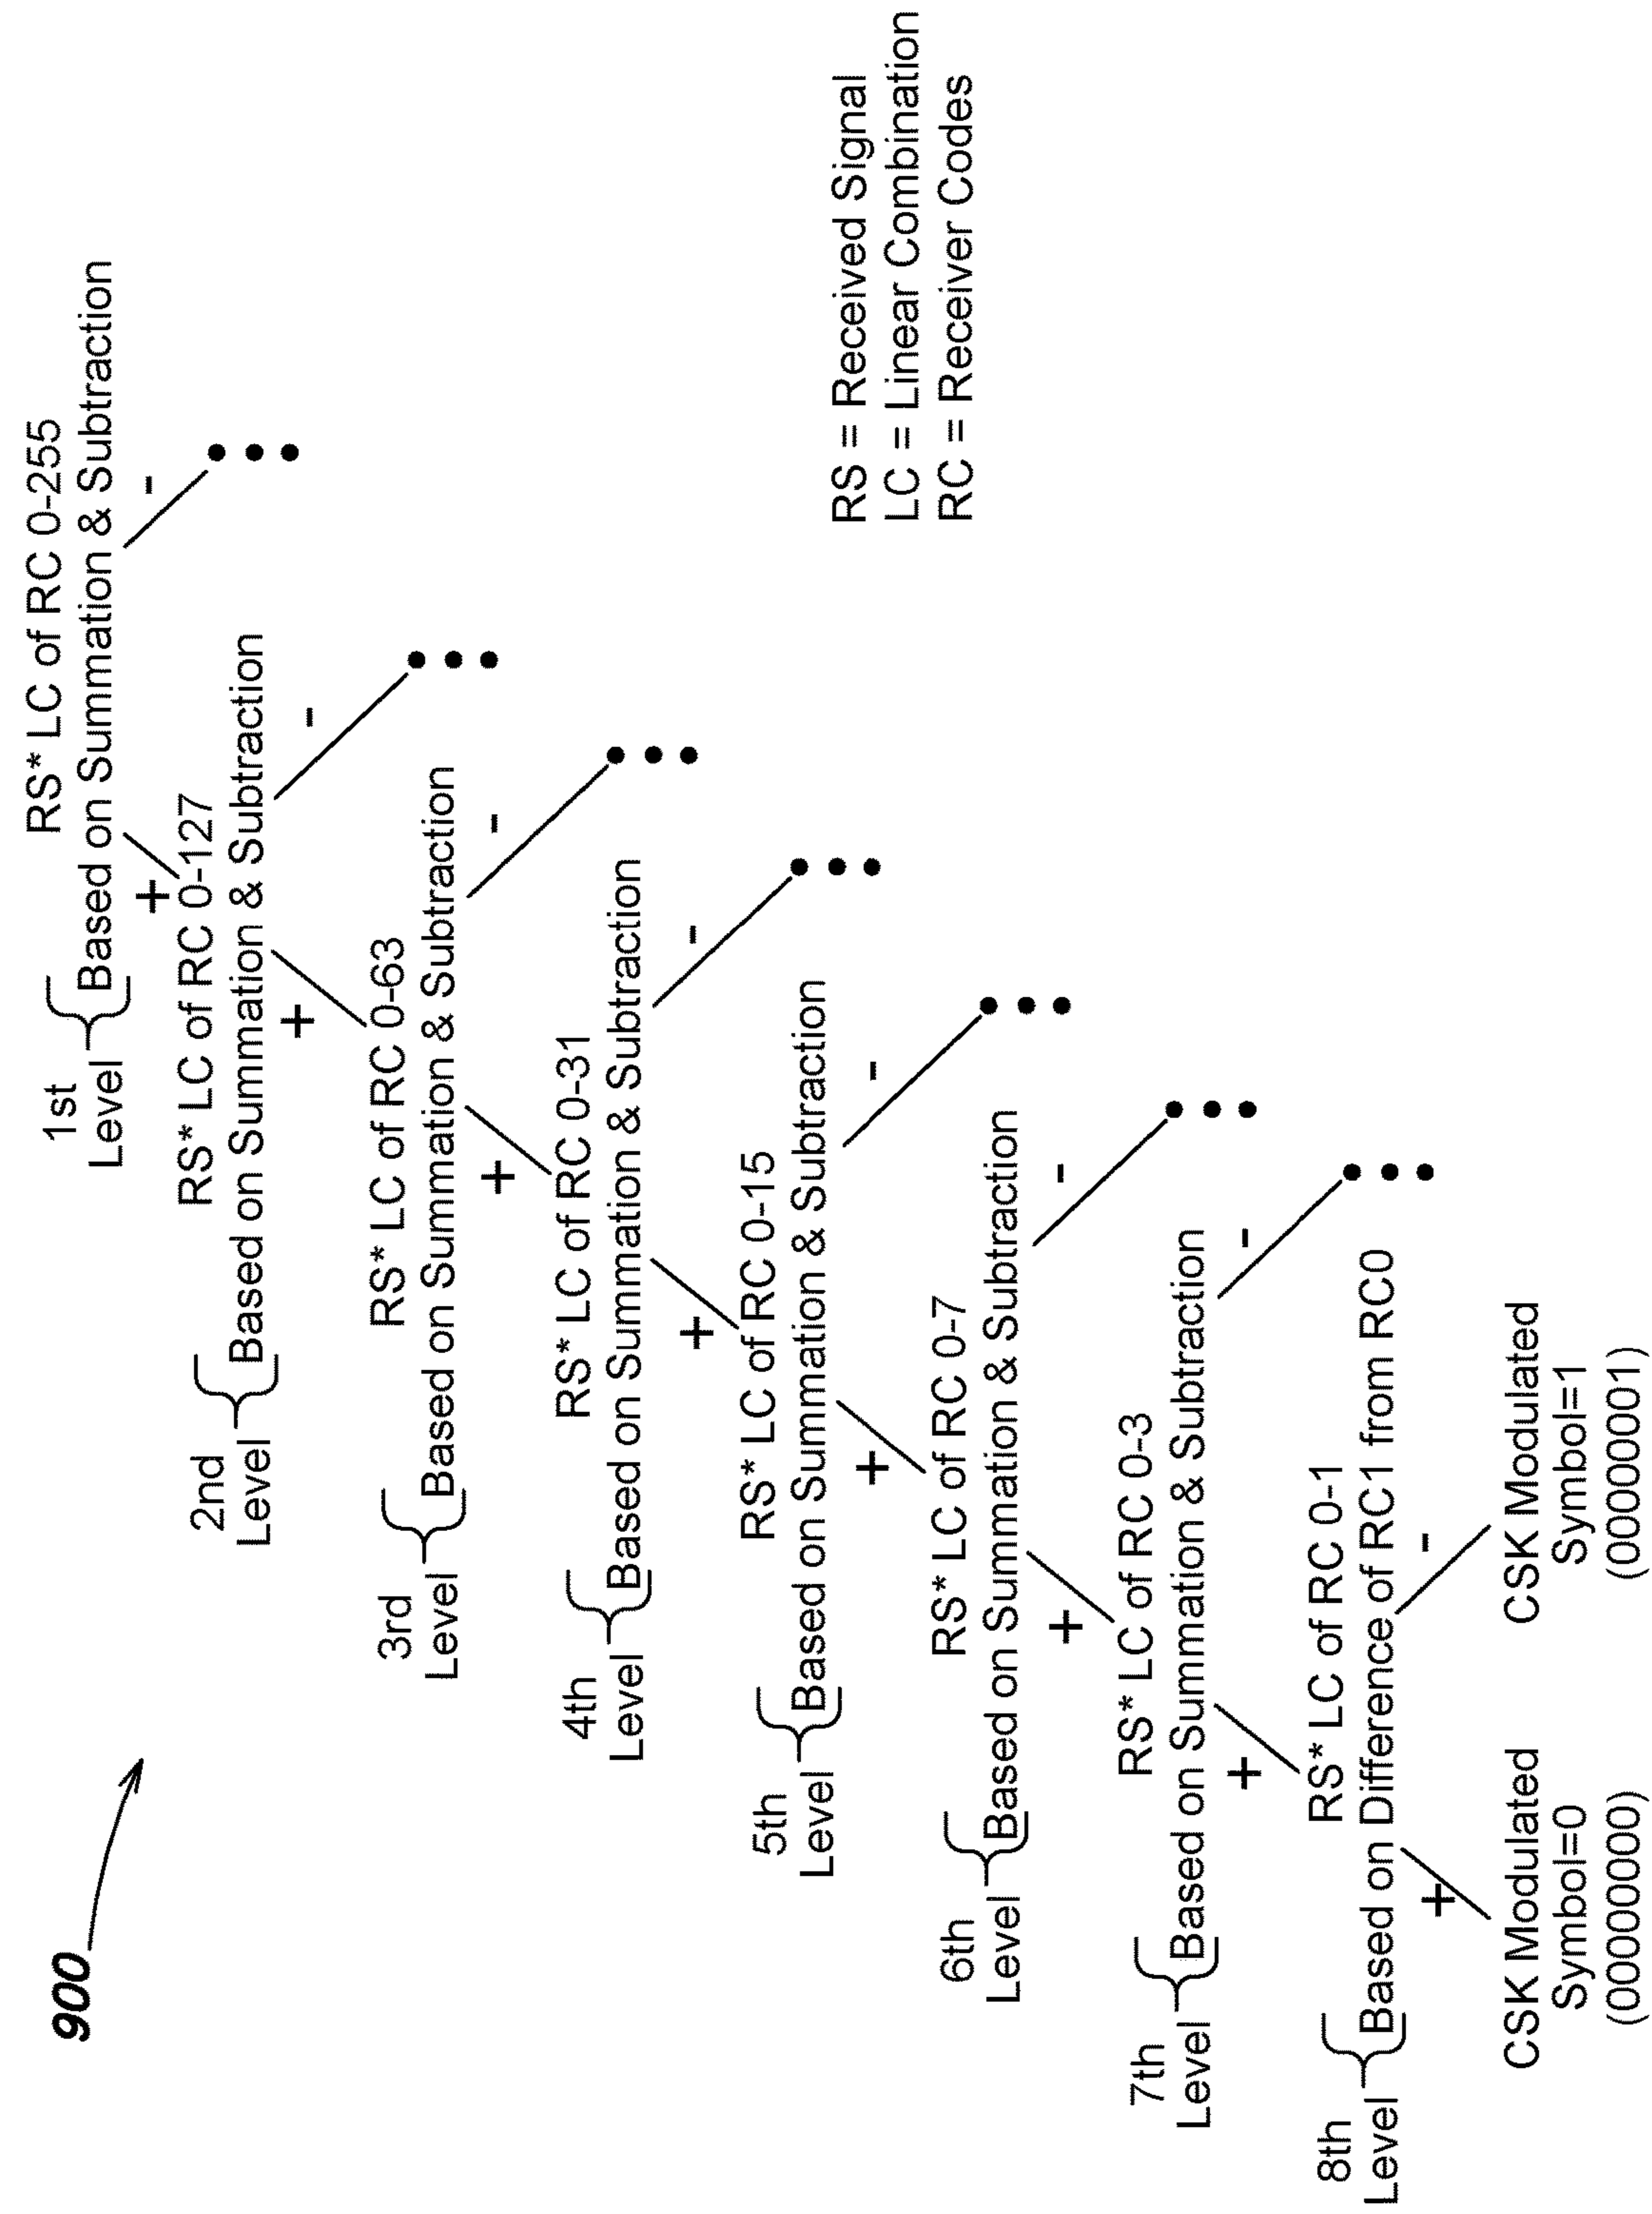 900
1st
Level
RS* LC of RC 0-255
Based on Summation & Subtraction
+
-
2nd
Level
RS* LC of RC 0-127
Based on Summation & Subtraction
+
-
3rd
Level
RS* LC of RC 0-63
Based on Summation & Subtraction
+
-
4th
Level
RS* LC of RC 0-31
Based on Summation & Subtraction
+
-
5th
Level
RS* LC of RC 0-15
Based on Summation & Subtraction
+
-
6th
Level
RS* LC of RC 0-7
Based on Summation & Subtraction
+
-
7th
Level
RS* LC of RC 0-3
Based on Summation & Subtraction
+
-
8th
Level
RS* LC of RC 0-1
Based on Difference of RC1 from RC0
+
-
CSK Modulated
Symbol=0
(00000000)
CSK Modulated
Symbol=1
(00000001)
RS = Received Signal
LC = Linear Combination
RC = Receiver Codes